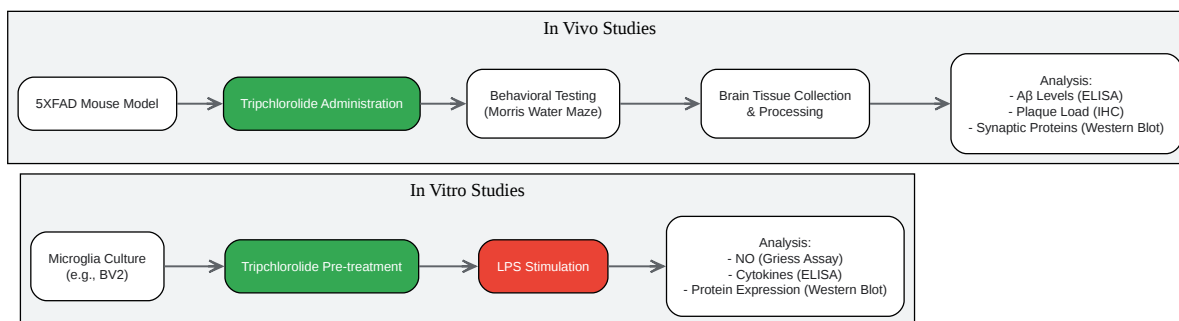 In Vivo Studies
5XFAD Mouse Model
Tripchlorolide Administration
Behavioral Testing
(Morris Water Maze)
Brain Tissue Collection
& Processing
Analysis:
- Aβ Levels (ELISA)
- Plaque Load (IHC)
- Synaptic Proteins (Western Blot)
In Vitro Studies
Microglia Culture
(e.g., BV2)
Tripchlorolide Pre-treatment
LPS Stimulation
Analysis:
- NO (Griess Assay)
- Cytokines (ELISA)
- Protein Expression (Western Blot)